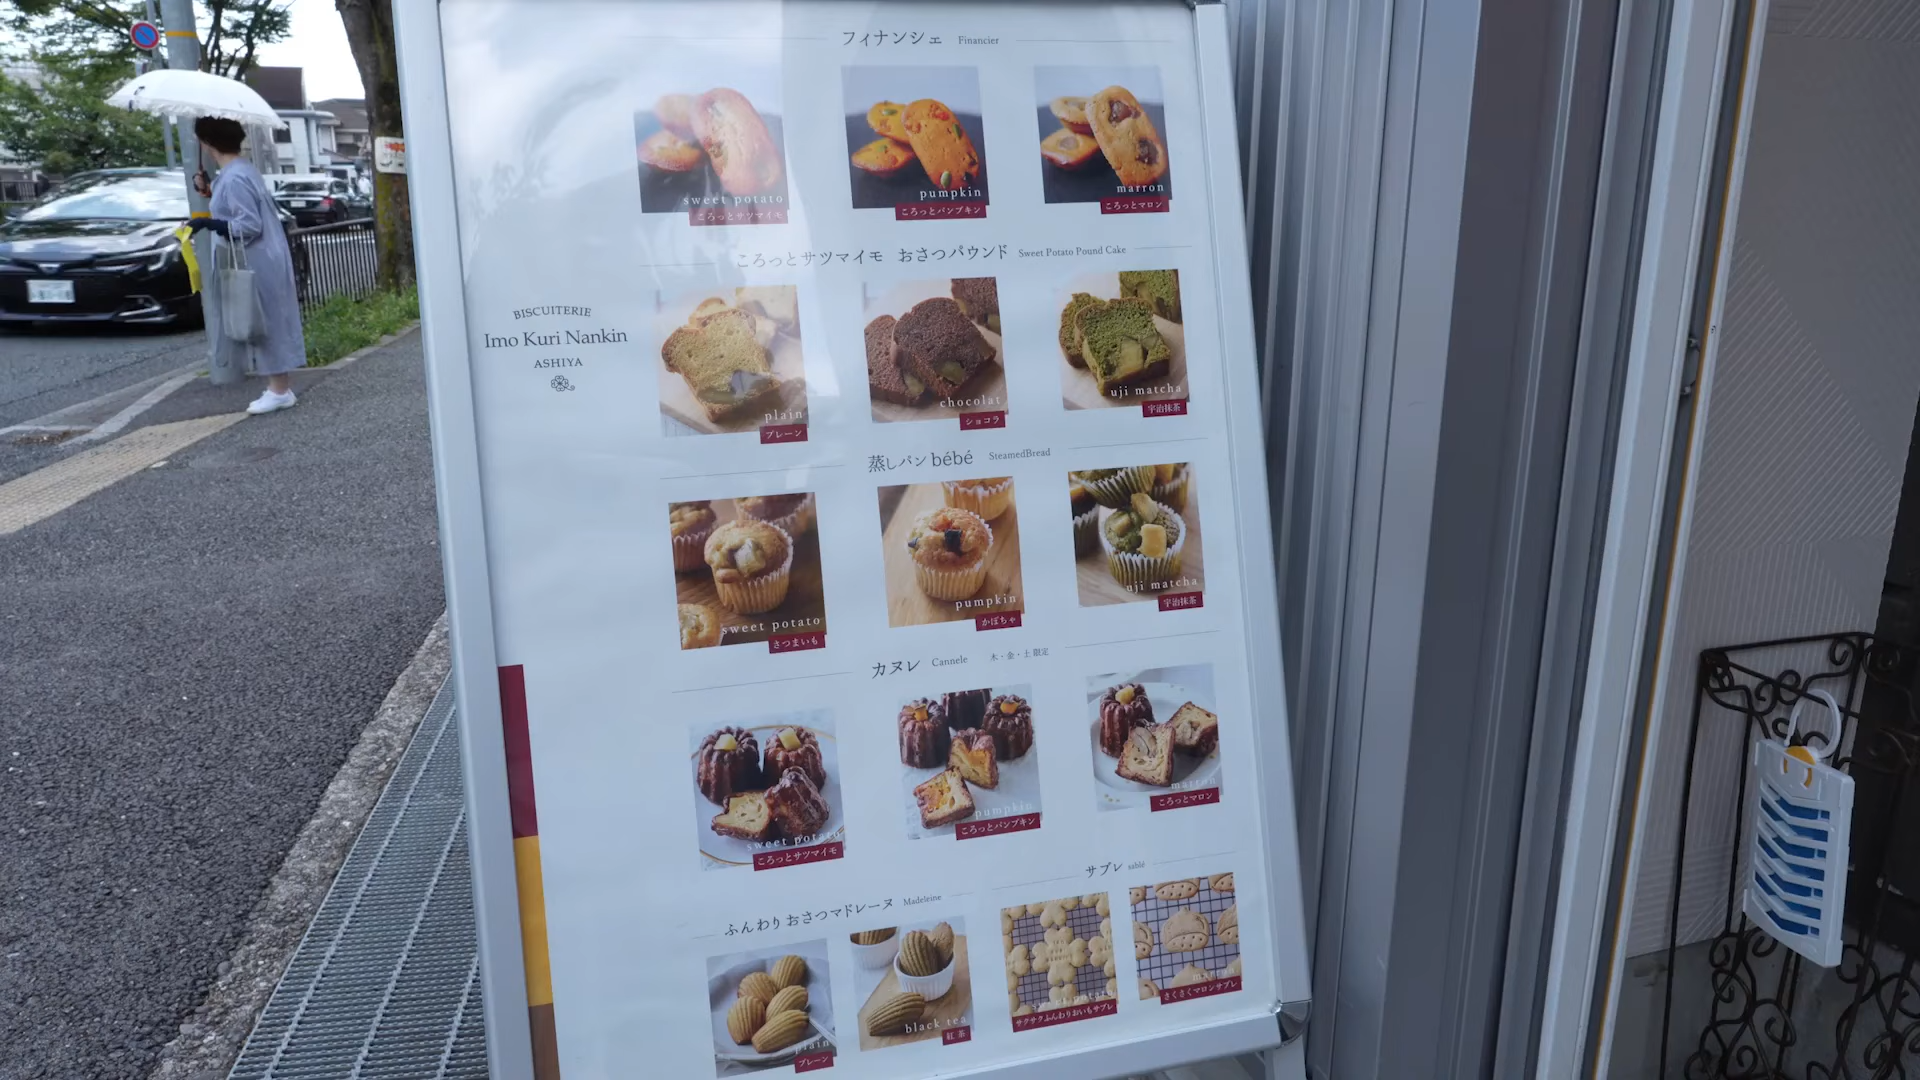 フィナンシェ Financier
sweet potato
ころっとサツマイモ
pumpkin
ころっとパンプキン
marron
ころっとマロン
ころっとサツマイモ おさつパウンド Sweet Potato Pound Cake
plain
プレーン
chocolat
ショコラ
uji matcha
宇治抹茶
BISCUITERIE
Imo Kuri Nankin
ASHIYA
蒸しパン bébé SteamedBread
sweet potato
さつまいも
pumpkin
かぼちゃ
uji matcha
宇治抹茶
カヌレ Cannele 木・金・土限定
sweet potato
ころっとサツマイモ
pumpkin
ころっとパンプキン
marron
ころっとマロン
ふんわりおさつマドレーヌ Madeleine
plain
プレーン
black tea
紅茶
サブレ sablé
sweet potato
サクサクふんわりおいもサブレ
marron
さくさくマロンサブレ